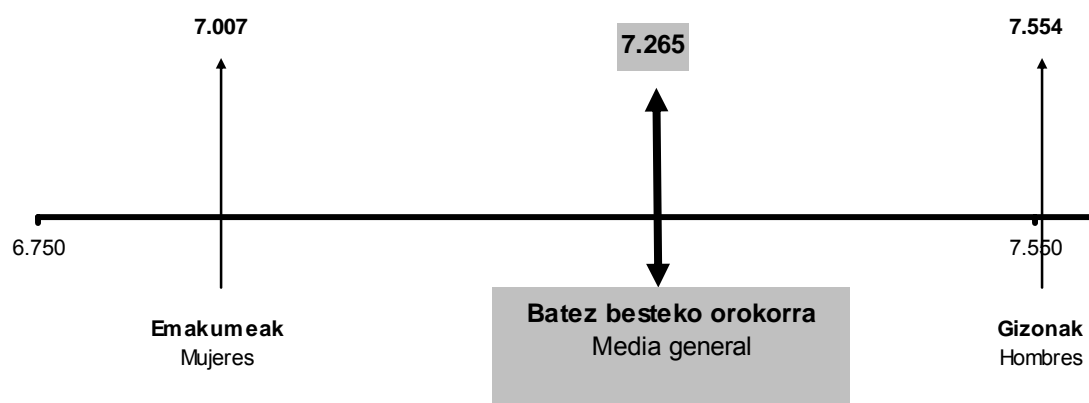 7.007
7.265
7.554
6.750
7.550
Emakumeak
Mujeres
Batez besteko orokorra
Media general
Gizonak
Hombres